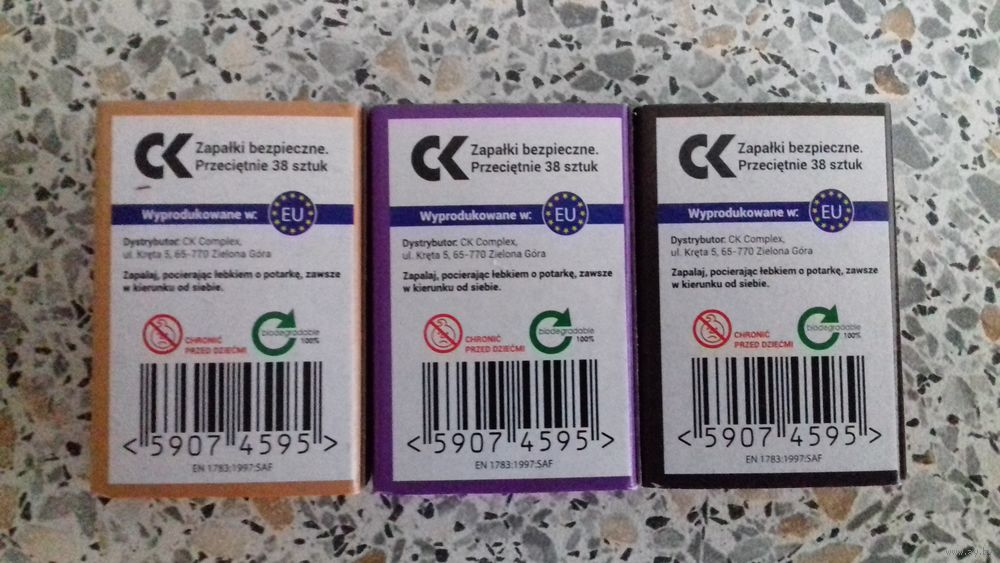 CK
Zapałki bezpieczne.
Przeciętnie 38 sztuk
Wyprodukowane w: EU
Dystrybutor: CK Complex,
ul. Kręta 5, 65-770 Zielona Góra
Zapalaj, pocierając łebkiem o potarkę, zawsze
w kierunku od siebie.
CHRONIĆ
PRZED DZIEĆMI
biodegradable
100%
<5907 4595>
EN 1783:1997:SAF
CK
Zapałki bezpieczne.
Przeciętnie 38 sztuk
Wyprodukowane w: EU
Dystrybutor: CK Complex,
ul. Kręta 5, 65-770 Zielona Góra
Zapalaj, pocierając łebkiem o potarkę, zawsze
w kierunku od siebie.
CHRONIĆ
PRZED DZIEĆMI
biodegradable
100%
<5907 4595>
EN 1783:1997:SAF
CK
Zapałki bezpieczne.
Przeciętnie 38 sztuk
Wyprodukowane w: EU
Dystrybutor: CK Complex,
ul. Kręta 5, 65-770 Zielona Góra
Zapalaj, pocierając łebkiem o potarkę, zawsze
w kierunku od siebie.
CHRONIĆ
PRZED DZIEĆMI
biodegradable
100%
<5907 4595>
EN 1783:1997:SAF